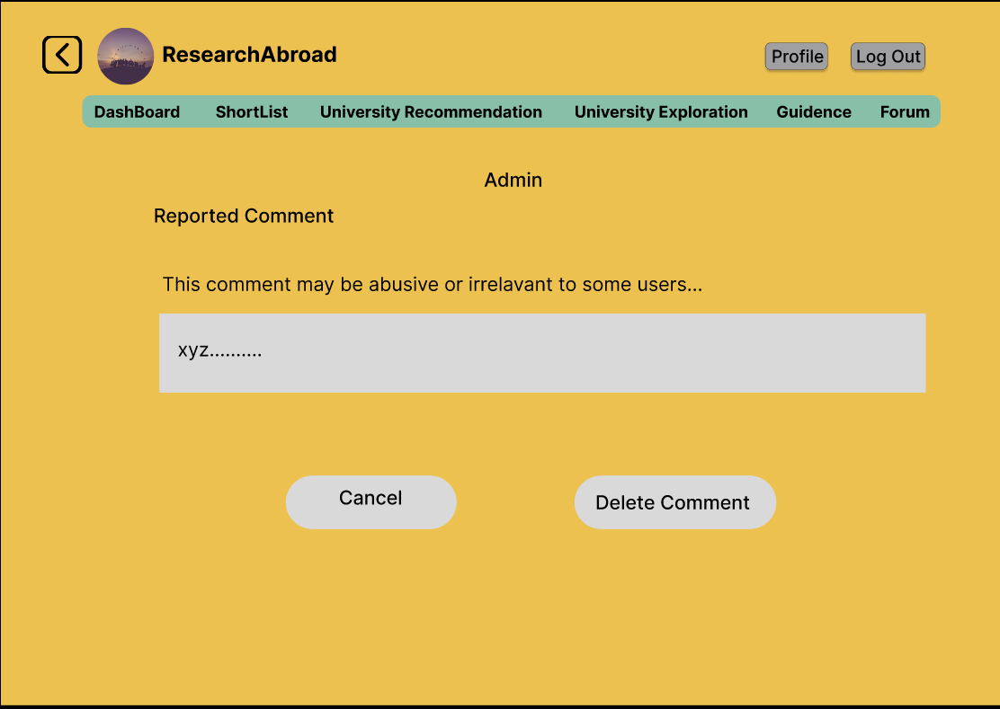 ResearchAbroad
Profile
Log Out
DashBoard ShortList University Recommendation University Exploration Guidence Forum
Admin
Reported Comment
This comment may be abusive or irrelavant to some users...
xyz..........
Cancel
Delete Comment